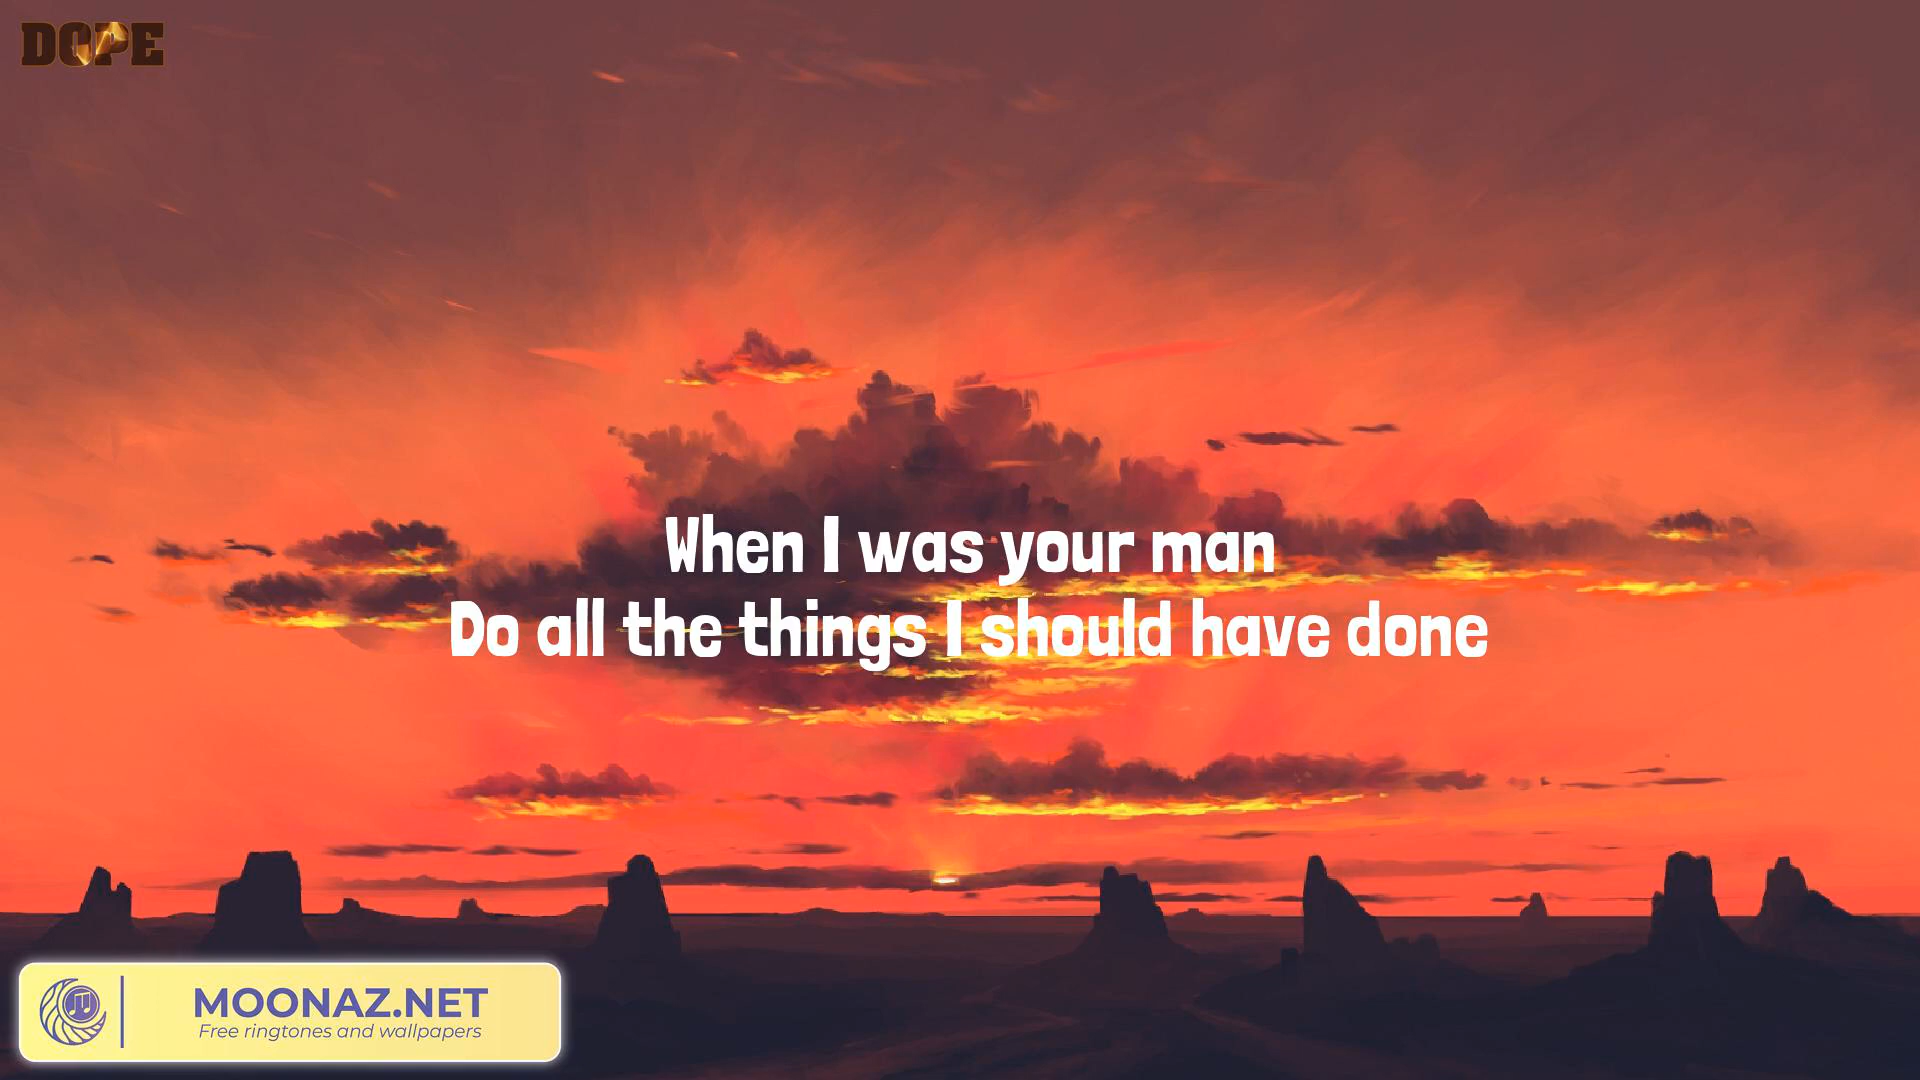 DOPE
When I was your man
Do all the things I should have done
MOONAZ.NET
Free ringtones and wallpapers